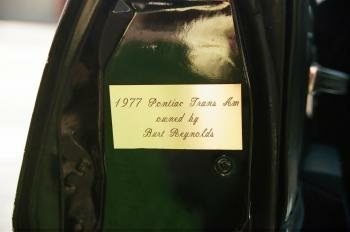 1977 Pontiac Trans Am
owned by
Burt Reynolds